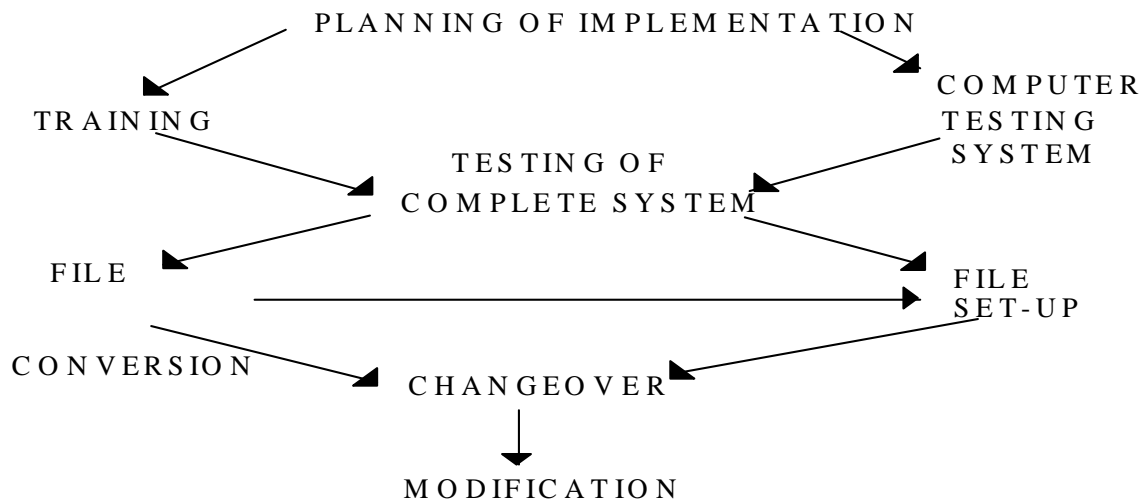 PLANNING OF IMPLEMENTATION
TRAINING
COMPUTER
TESTING
SYSTEM
TESTING OF
COMPLETE SYSTEM
FILE
CONVERSION
FILE
SET-UP
CHANGEOVER
MODIFICATION